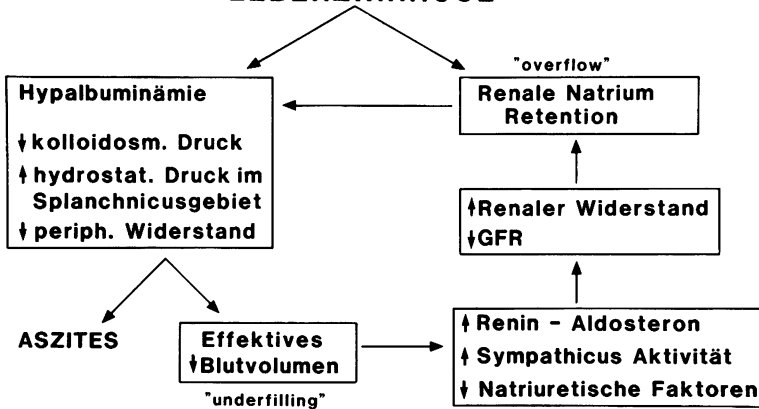 "overflow"
Hypalbuminämie
↓ kolloidosm. Druck
↑ hydrostat. Druck im
Splanchnicusgebiet
↓ periph. Widerstand
Renale Natrium
Retention
↑ Renaler Widerstand
↓ GFR
ASZITES
Effektives
↓ Blutvolumen
"underfilling"
↑ Renin - Aldosteron
↑ Sympathicus Aktivität
↓ Natriuretische Faktoren